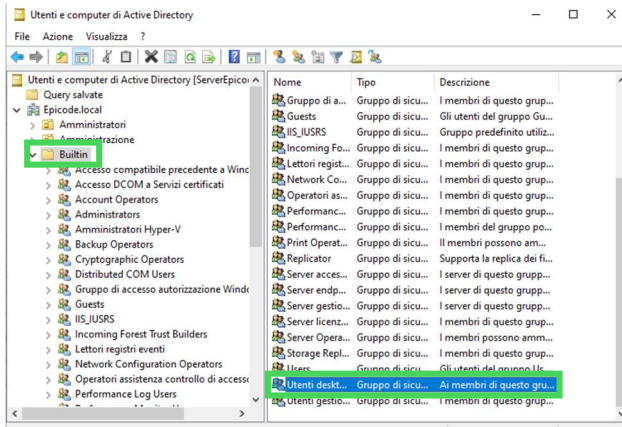 Utenti e computer di Active Directory
File Azione Visualizza ?
Utenti e computer di Active Directory [ServerEpico
Query salvate
Epicode.local
Amministratori
Amministrazione
Builtin
Accesso compatibile precedente a Winc
Accesso DCOM a Servizi certificati
Account Operators
Administrators
Amministratori Hyper-V
Backup Operators
Cryptographic Operators
Distributed COM Users
Gruppo di accesso autorizzazione Windo
Guests
IIS_IUSRS
Incoming Forest Trust Builders
Lettori registri eventi
Network Configuration Operators
Operatori assistenza controllo di accesso
Performance Log Users
Nome Tipo Descrizione
Gruppo di a... Gruppo di sicu... I membri di questo grup...
Guests Gruppo di sicu... Gli utenti del gruppo Gu...
IIS_IUSRS Gruppo di sicu... Gruppo predefinito utiliz...
Incoming Fo... Gruppo di sicu... I membri di questo grup...
Lettori regist... Gruppo di sicu... I membri di questo grup...
Network Co... Gruppo di sicu... I membri di questo grup...
Operatori as... Gruppo di sicu... I membri di questo grup...
Performanc... Gruppo di sicu... I membri di questo grup...
Performanc... Gruppo di sicu... I membri del gruppo po...
Print Operat... Gruppo di sicu... Il membri possono am...
Replicator Gruppo di sicu... Supporta la replica dei fi...
Server acces... Gruppo di sicu... I server di questo grupp...
Server endp... Gruppo di sicu... I server di questo grupp...
Server gestio... Gruppo di sicu... I server di questo grupp...
Server licenz... Gruppo di sicu... I membri di questo grup...
Server Opera... Gruppo di sicu... I membri possono amm...
Storage Repl... Gruppo di sicu... I membri di questo grup...
Users Gruppo di sicu... Gli utenti del gruppo Us...
Utenti deskt... Gruppo di sicu... Ai membri di questo gru...
Utenti gestio... Gruppo di sicu... I membri di questo grup...